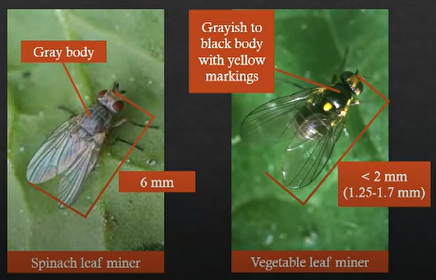 Gray body
6 mm
Spinach leaf miner
Grayish to
black body
with yellow
markings
< 2 mm
(1.25-1.7 mm)
Vegetable leaf miner